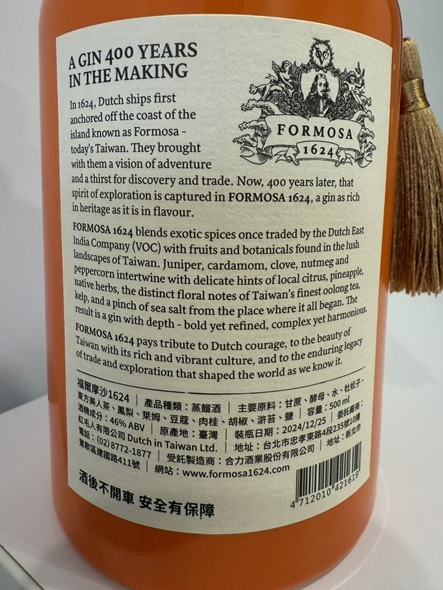 A GIN 400 YEARS
IN THE MAKING
FORMOSA
1624
In 1624, Dutch ships first
anchored off the coast of the
island known as Formosa –
today's Taiwan. They brought
with them a vision of adventure
and a thirst for discovery and trade. Now, 400 years later, that
spirit of exploration is captured in FORMOSA 1624, a gin as rich
in heritage as it is in flavour.
FORMOSA 1624 blends exotic spices once traded by the Dutch East
India Company (VOC) with fruits and botanicals found in the lush
landscapes of Taiwan. Juniper, cardamom, clove, nutmeg and
peppercorn intertwine with delicate hints of local citrus, pineapple,
native herbs, the distinct floral notes of Taiwan's finest oolong tea,
kelp, and a pinch of sea salt from the place where it all began. The
result is a gin with depth - bold yet refined, complex yet harmonious.
FORMOSA 1624 pays tribute to Dutch courage, to the beauty of
Taiwan with its rich and vibrant culture, and to the enduring legacy
of trade and exploration that shaped the world as we know it.
福爾摩沙1624｜產品種類：蒸餾酒｜主要原料：甘蔗、酵母、水、杜松子、
東方美人茶、鳳梨、萊姆、豆蔻、肉桂、胡椒、海苔、鹽｜容量：500 ml
酒精成分：46% ABV｜原產地：臺灣｜裝瓶日期：2024/12/25｜委託廠商：
紅毛人有限公司 Dutch in Taiwan Ltd.｜地址：台北市忠孝東路4段235號10樓
電話：(02) 8772-1877｜受託製造商：合力酒業股份有限公司｜地址：新北市
鶯歌區建國路411號｜網站：www.formosa1624.com
酒後不開車 安全有保障
4 712010 421619